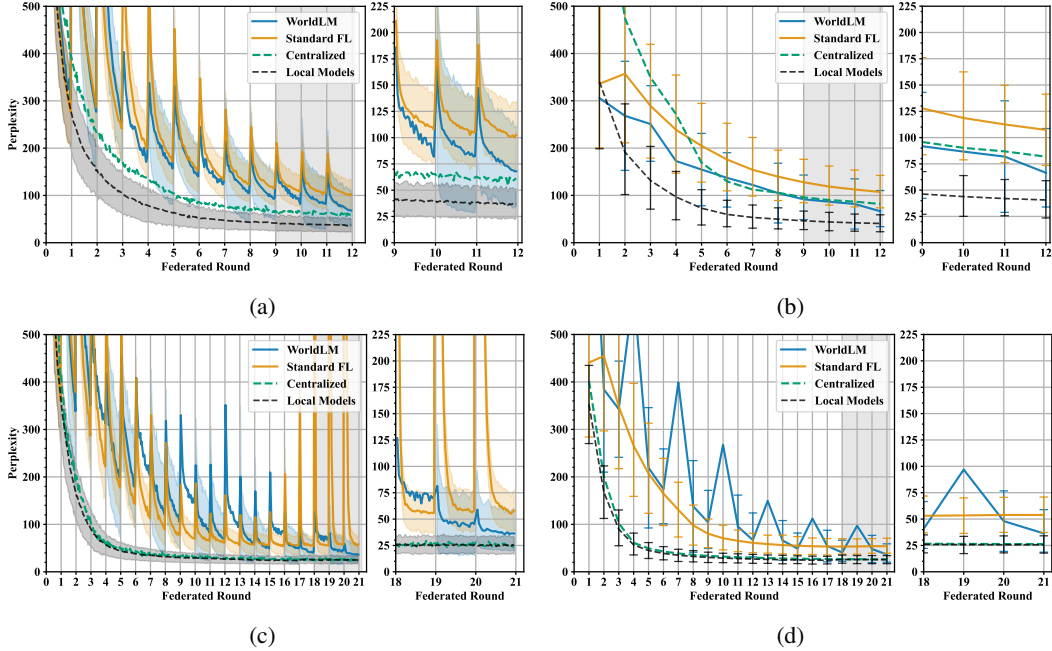 500
400
300
200
100
0
Perplexity
0 1 2 3 4 5 6 7 8 9 10 11 12
Federated Round
WorldLM
Standard FL
Centralized
Local Models
225
200
175
150
125
100
75
50
25
0
9 10 11 12
Federated Round
(a)
500
400
300
200
100
0
0 1 2 3 4 5 6 7 8 9 10 11 12
Federated Round
WorldLM
Standard FL
Centralized
Local Models
225
200
175
150
125
100
75
50
25
0
9 10 11 12
Federated Round
(b)
500
400
300
200
100
0
Perplexity
0 1 2 3 4 5 6 7 8 9 10 11 12 13 14 15 16 17 18 19 20 21
Federated Round
WorldLM
Standard FL
Centralized
Local Models
225
200
175
150
125
100
75
50
25
0
18 19 20 21
Federated Round
(c)
500
400
300
200
100
0
0 1 2 3 4 5 6 7 8 9 10 11 12 13 14 15 16 17 18 19 20 21
Federated Round
WorldLM
Standard FL
Centralized
Local Models
225
200
175
150
125
100
75
50
25
0
18 19 20 21
Federated Round
(d)